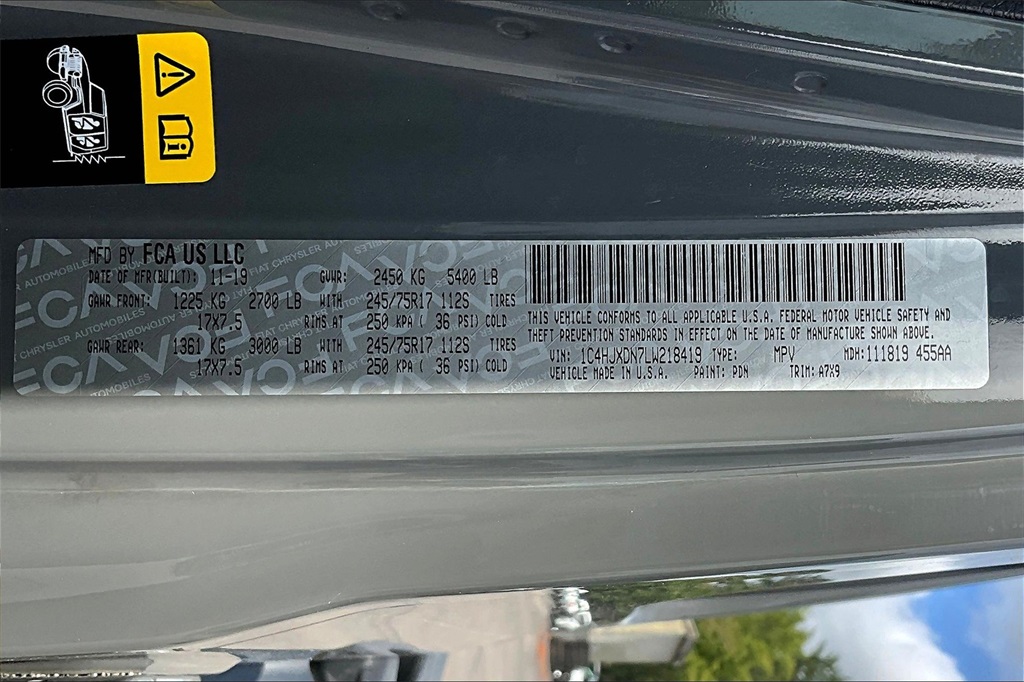 MFD BY FCA US LLC
DATE OF MFR(BUILT): 11-19 GVWR: 2450 KG 5400 LB
GAWR FRONT: 1225 KG 2700 LB WITH 245/75R17 112S TIRES
17X7.5 RIMS AT 250 KPA ( 36 PSI) COLD
GAWR REAR: 1361 KG 3000 LB WITH 245/75R17 112S TIRES
17X7.5 RIMS AT 250 KPA ( 36 PSI) COLD
THIS VEHICLE CONFORMS TO ALL APPLICABLE U.S.A. FEDERAL MOTOR VEHICLE SAFETY AND
THEFT PREVENTION STANDARDS IN EFFECT ON THE DATE OF MANUFACTURE SHOWN ABOVE.
VIN: 1C4HJXDN7LW218419 TYPE: MPV MDH: 111819 455AA
VEHICLE MADE IN U.S.A. PAINT: PDN TRIM: A7X9